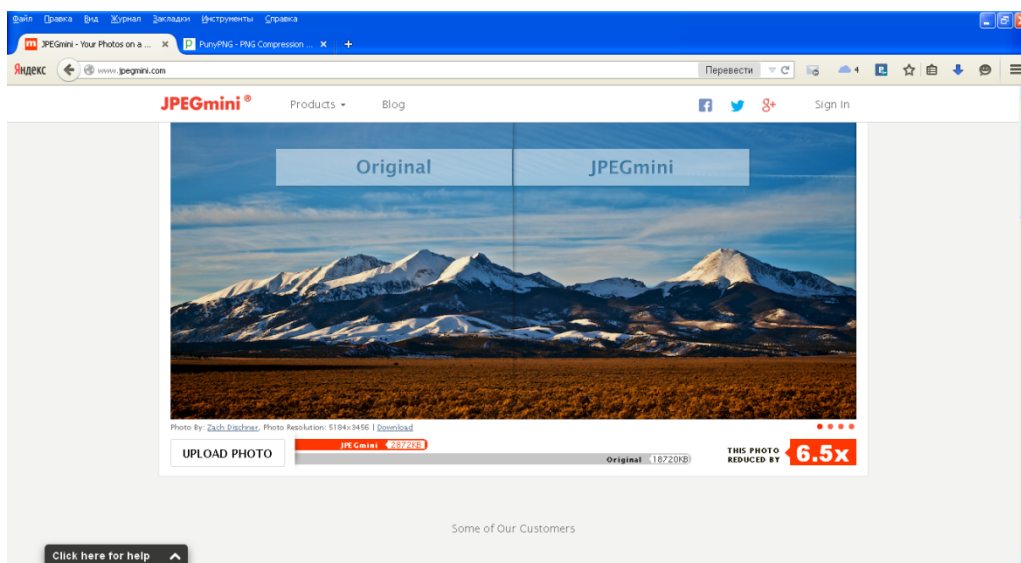 Файл Правка Вид Журнал Закладки Инструменты Справка
JPEGmini - Your Photos on a ... PunyPNG - PNG Compression ...
Яндекс www.jpegmini.com Перевести 4
JPEGmini® Products Blog Sign In
Original JPEGmini
Photo By: Zach Dischner, Photo Resolution: 5184x3456 | Download
UPLOAD PHOTO
JPEGmini 2872KB
Original 18720KB
THIS PHOTO
REDUCED BY
6.5x
Some of Our Customers
Click here for help